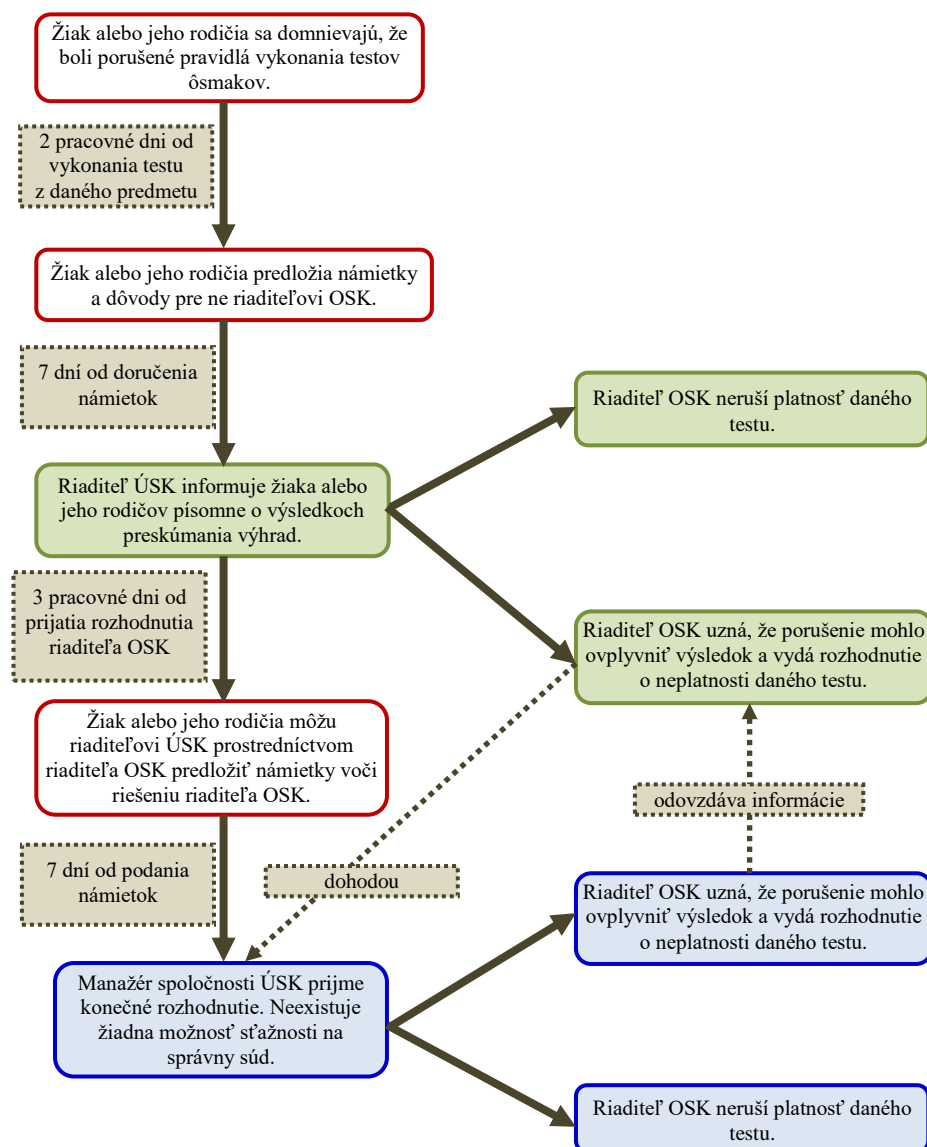 Žiak alebo jeho rodičia sa domnievajú, že
boli porušené pravidlá vykonania testov
ôsmakov.
2 pracovné dni od
vykonania testu
z daného predmetu
Žiak alebo jeho rodičia predložia námietky
a dôvody pre ne riaditeľovi OSK.
7 dní od doručenia
námietok
Riaditeľ OSK neruší platnosť daného
testu.
Riaditeľ ÚSK informuje žiaka alebo
jeho rodičov písomne o výsledkoch
preskúmania výhrad.
3 pracovné dni od
prijatia rozhodnutia
riaditeľa OSK
Riaditeľ OSK uzná, že porušenie mohlo
ovplyvniť výsledok a vydá rozhodnutie
o neplatnosti daného testu.
Žiak alebo jeho rodičia môžu
riaditeľovi ÚSK prostredníctvom
riaditeľa OSK predložiť námietky voči
riešeniu riaditeľa OSK.
odovzdáva informácie
7 dní od podania
námietok
dohodou
Riaditeľ OSK uzná, že porušenie mohlo
ovplyvniť výsledok a vydá rozhodnutie
o neplatnosti daného testu.
Manažér spoločnosti ÚSK prijme
konečné rozhodnutie. Neexistuje
žiadna možnosť sťažnosti na
správny súd.
Riaditeľ OSK neruší platnosť daného
testu.